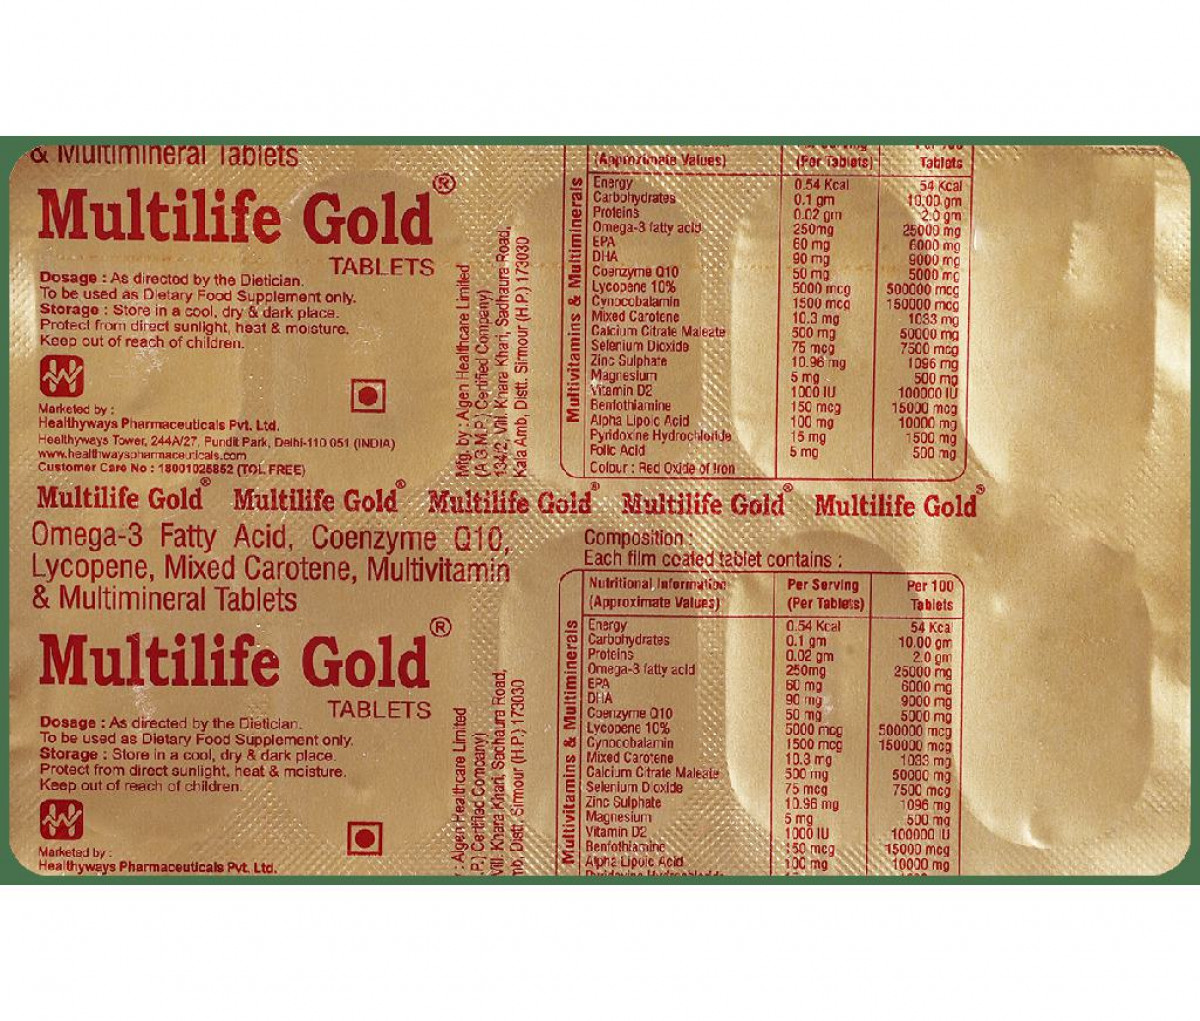 & Multimineral Tablets
Multilife Gold®
TABLETS
Dosage : As directed by the Dietician.
To be used as Dietary Food Supplement only.
Storage : Store in a cool, dry & dark place.
Protect from direct sunlight, heat & moisture.
Keep out of reach of children.
Marketed by :
Healthyways Pharmaceuticals Pvt. Ltd.
Healthyways Tower, 244A/27, Pundit Park, Delhi-110 051 (INDIA)
www.healthwayspharmaceuticals.com
Customer Care No : 18001025852 (TOL FREE)
Mfg. by : Algen Healthcare Limited
(A G.M.P.) Certified Company)
134/2, Vill. Khara Khari, Sadhaura Road,
Kala Amb, Distt. Sirmour (H.P.) 173030
Multivitamins & Multiminerals
(Approximate Values) (Per Tablets) Tablets
Energy 0.54 Kcal 54 Kcal
Carbohydrates 0.1 gm 10.00 gm
Proteins 0.02 gm 2.0 gm
Omega-3 fatty acid 250mg 25000 mg
EPA 60 mg 6000 mg
DHA 90 mg 9000 mg
Coenzyme Q10 50 mg 5000 mg
Lycopene 10% 5000 mcg 500000 mcg
Cynocobalamin 1500 mcg 150000 mcg
Mixed Carotene 10.3 mg 1033 mg
Calcium Citrate Maleate 500 mg 50000 mg
Selenium Dioxide 75 mcg 7500 mcg
Zinc Sulphate 10.96 mg 1096 mg
Magnesium 5 mg 500 mg
Vitamin D2 1000 IU 100000 IU
Benfothiamine 150 mcg 15000 mcg
Alpha Lipoic Acid 100 mg 10000 mg
Pyridoxine Hydrochloride 15 mg 1500 mg
Folic Acid 5 mg 500 mg
Colour : Red Oxide of Iron
Multilife Gold® Multilife Gold® Multilife Gold® Multilife Gold® Multilife Gold®
Omega-3 Fatty Acid, Coenzyme Q10,
Lycopene, Mixed Carotene, Multivitamin
& Multimineral Tablets
Multilife Gold®
TABLETS
Dosage : As directed by the Dietician.
To be used as Dietary Food Supplement only.
Storage : Store in a cool, dry & dark place.
Protect from direct sunlight, heat & moisture.
Keep out of reach of children.
Marketed by :
Healthyways Pharmaceuticals Pvt. Ltd.
: Algen Healthcare Limited
.P.) Certified Company)
Vill. Khara Khari, Sadhaura Road,
mb, Distt. Sirmour (H.P.) 173030
Composition :
Each film coated tablet contains :
Multivitamins & Multiminerals
Nutritional Information Per Serving Per 100
(Approximate Values) (Per Tablets) Tablets
Energy 0.54 Kcal 54 Kcal
Carbohydrates 0.1 gm 10.00 gm
Proteins 0.02 gm 2.0 gm
Omega-3 fatty acid 250mg 25000 mg
EPA 60 mg 6000 mg
DHA 90 mg 9000 mg
Coenzyme Q10 50 mg 5000 mg
Lycopene 10% 5000 mcg 500000 mcg
Cynocobalamin 1500 mcg 150000 mcg
Mixed Carotene 10.3 mg 1033 mg
Calcium Citrate Maleate 500 mg 50000 mg
Selenium Dioxide 75 mcg 7500 mcg
Zinc Sulphate 10.96 mg 1096 mg
Magnesium 5 mg 500 mg
Vitamin D2 1000 IU 100000 IU
Benfothiamine 150 mcg 15000 mcg
Alpha Lipoic Acid 100 mg 10000 mg